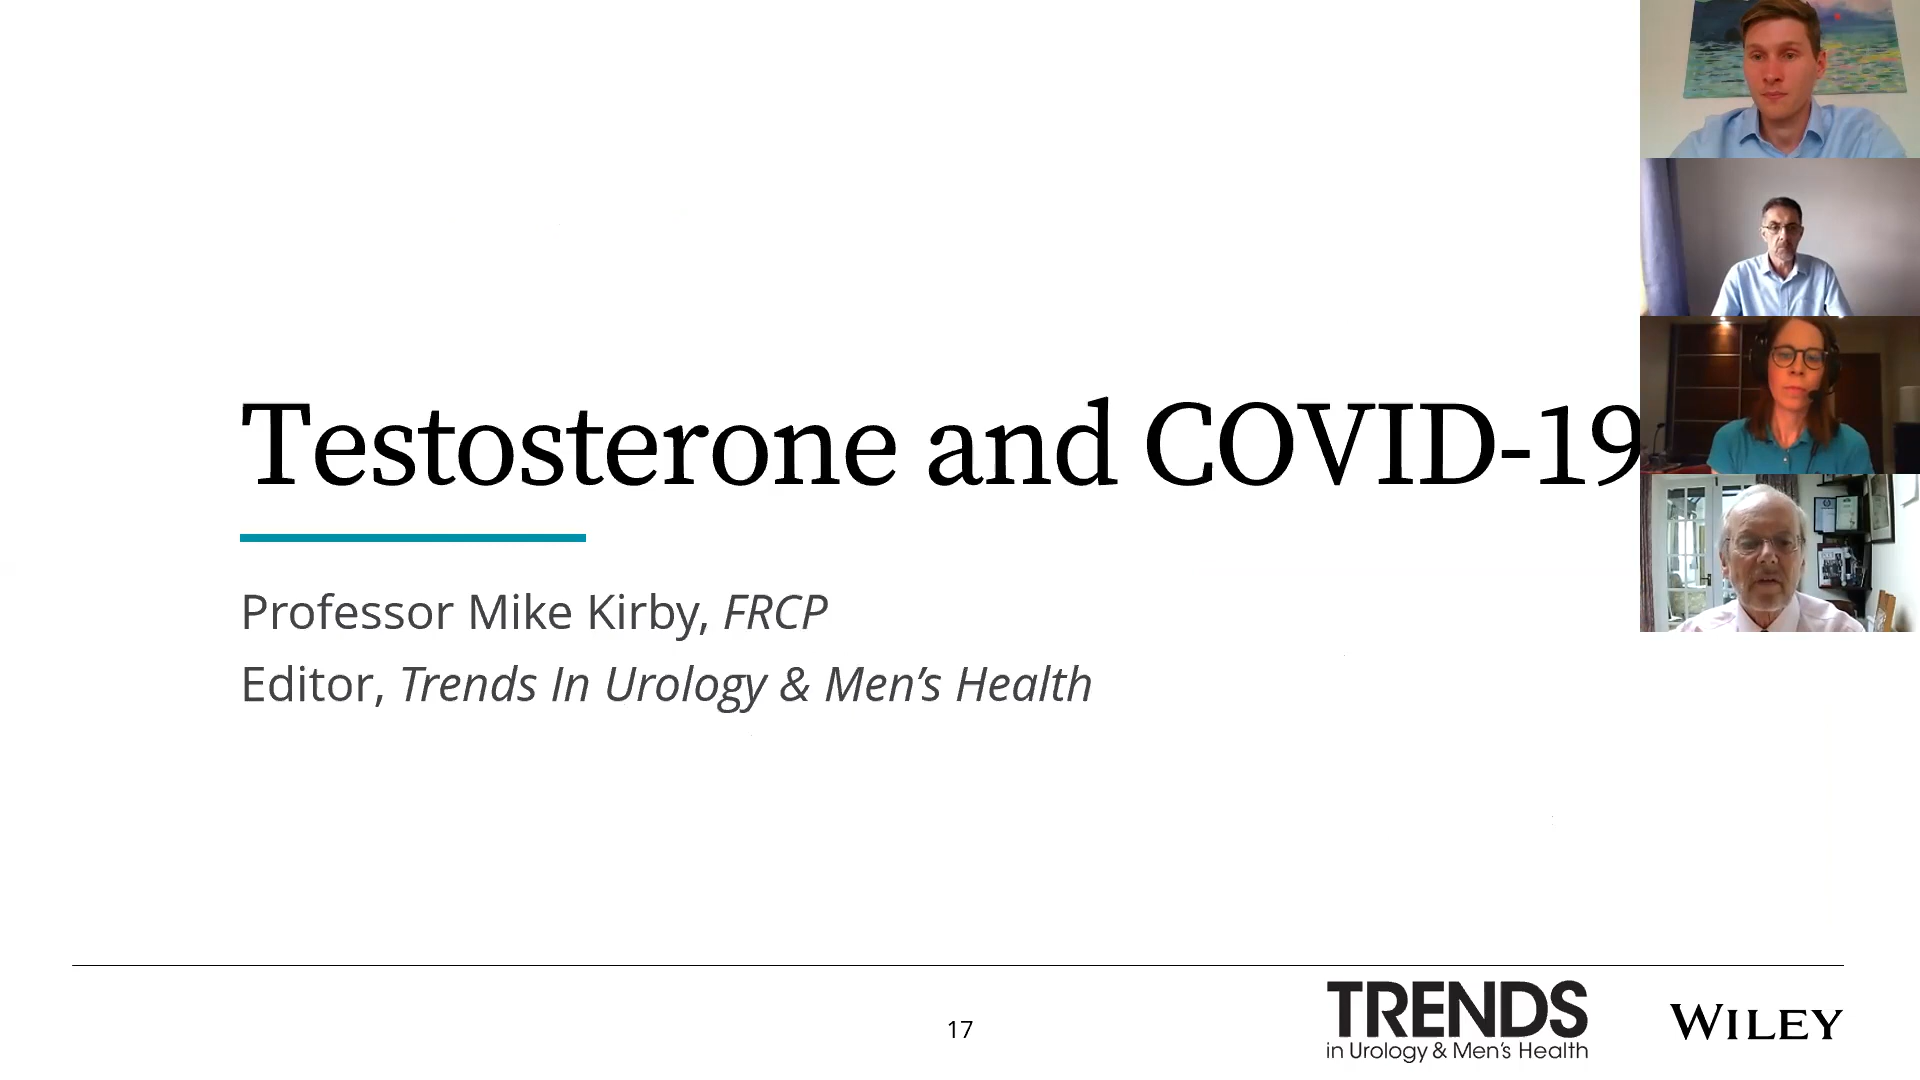 Testosterone and COVID-19
Professor Mike Kirby, FRCP
Editor, Trends In Urology & Men’s Health
17
TRENDS
in Urology & Men’s Health
WILEY